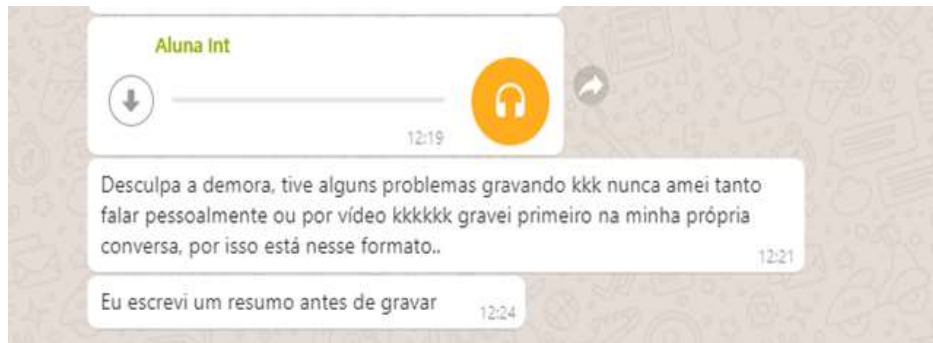 Aluna Int
12:19
Desculpa a demora, tive alguns problemas gravando kkk nunca amei tanto
falar pessoalmente ou por vídeo kkkkkk gravei primeiro na minha própria
conversa, por isso está nesse formato..
12:21
Eu escrevi um resumo antes de gravar
12:24